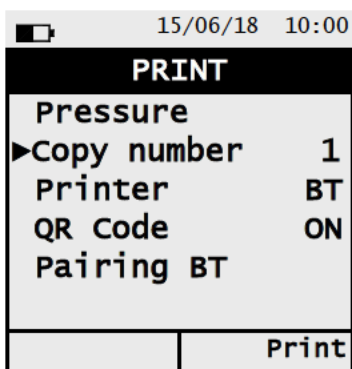 15/06/18 10:00
PRINT
Pressure
▶Copy number 1
Printer BT
QR Code ON
Pairing BT
Print